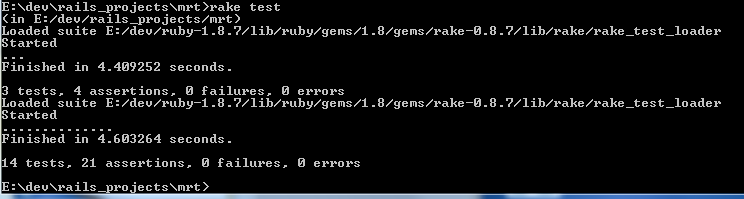 E:\dev\rails_projects\mrt>rake test
(in E:/dev/rails_projects/mrt)
Loaded suite E:/dev/ruby-1.8.7/lib/ruby/gems/1.8/gems/rake-0.8.7/lib/rake/rake_test_loader
Started
...
Finished in 4.409252 seconds.
3 tests, 4 assertions, 0 failures, 0 errors
Loaded suite E:/dev/ruby-1.8.7/lib/ruby/gems/1.8/gems/rake-0.8.7/lib/rake/rake_test_loader
Started
..............
Finished in 4.603264 seconds.
14 tests, 21 assertions, 0 failures, 0 errors
E:\dev\rails_projects\mrt>